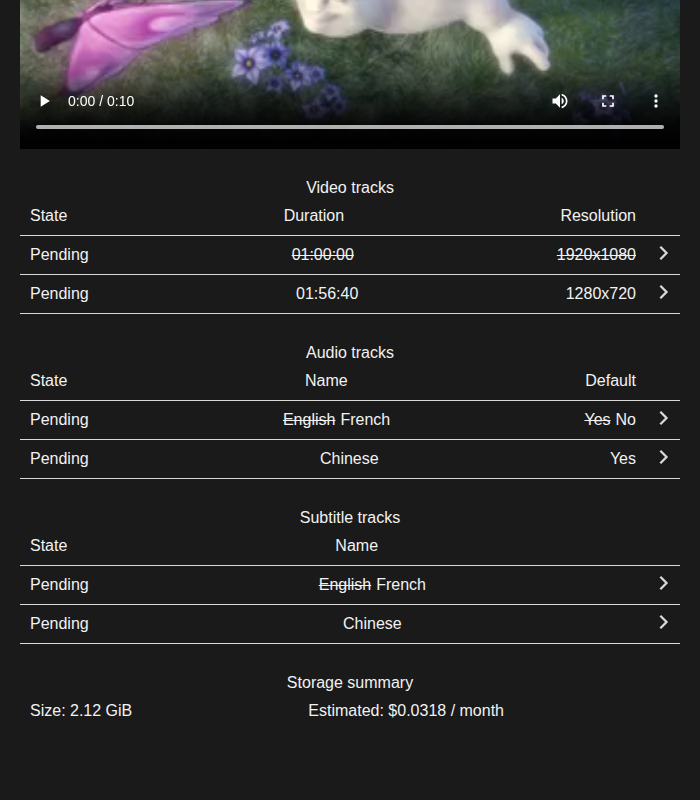 0:00 / 0:10
Video tracks
State Duration Resolution
Pending 01:00:00 1920x1080
Pending 01:56:40 1280x720
Audio tracks
State Name Default
Pending English French Yes No
Pending Chinese Yes
Subtitle tracks
State Name
Pending English French
Pending Chinese
Storage summary
Size: 2.12 GiB Estimated: $0.0318 / month